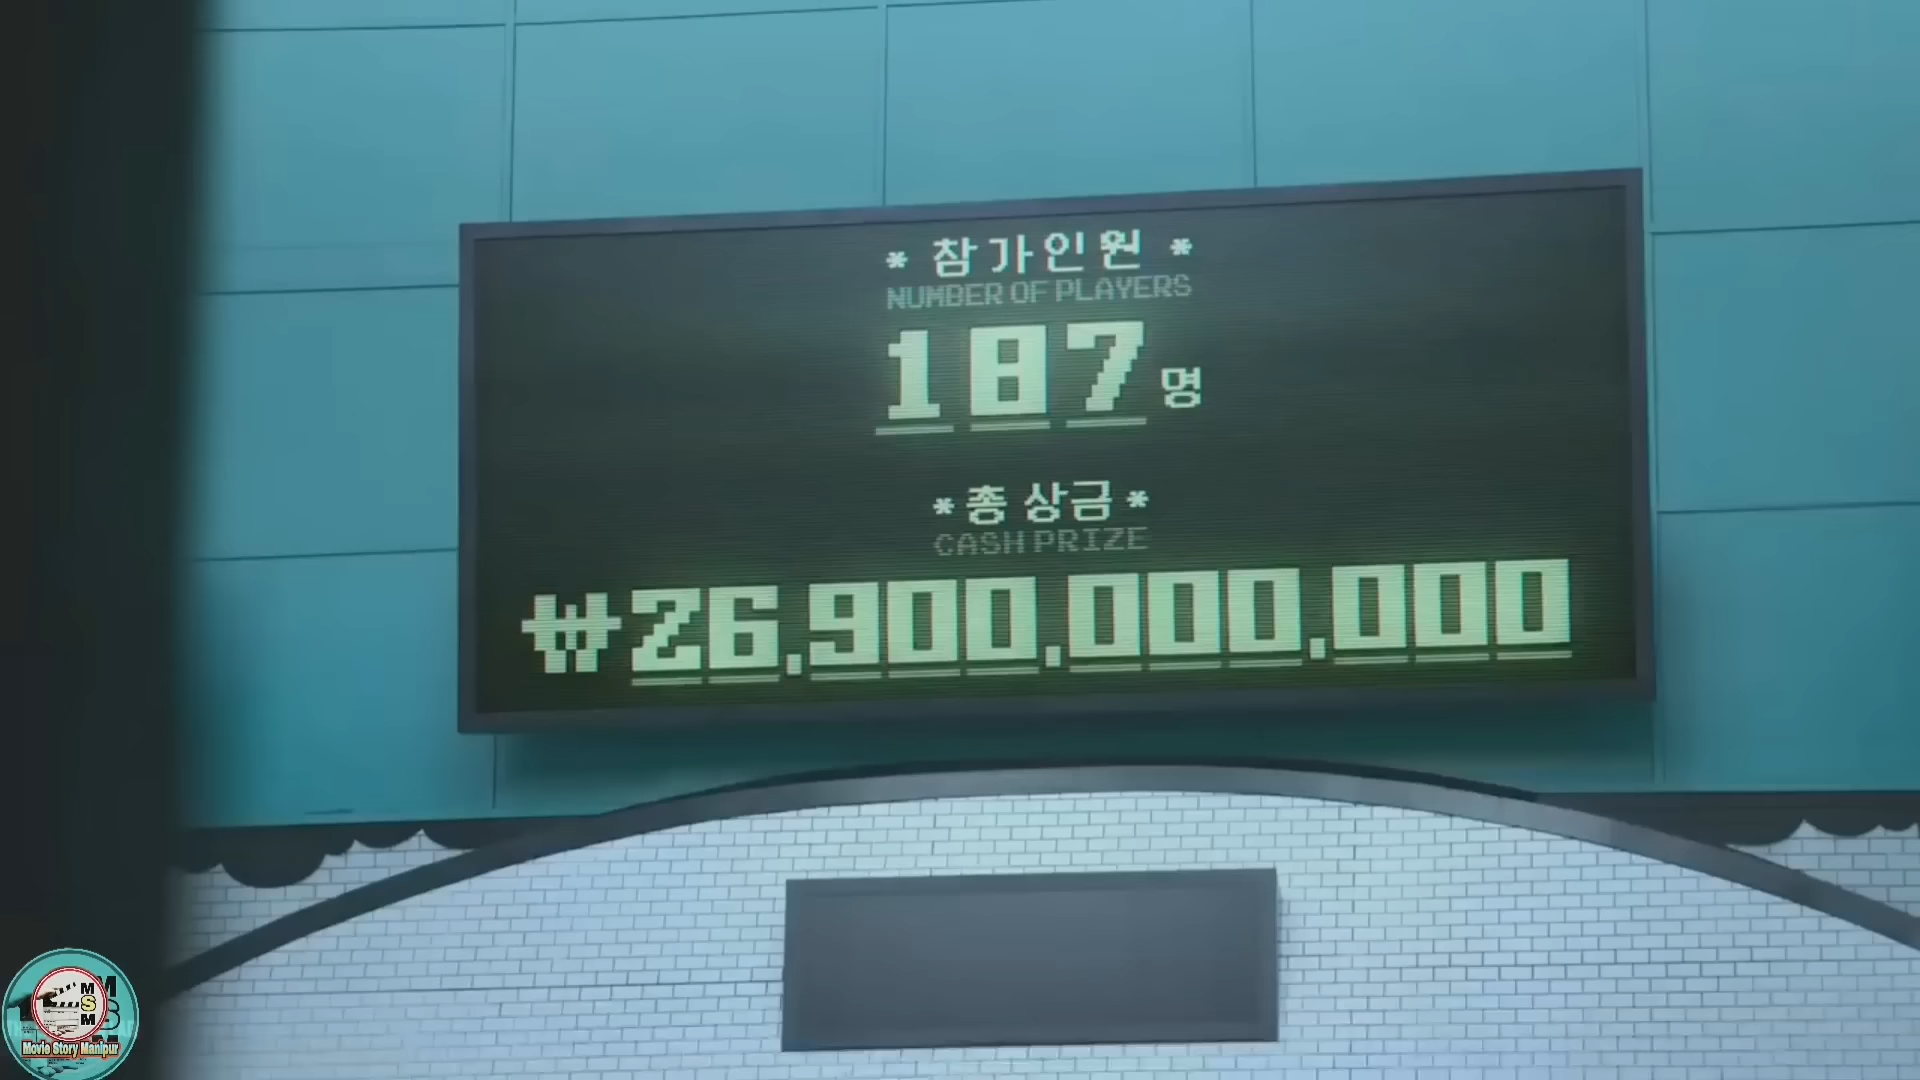 * 참가인원 *
NUMBER OF PLAYERS
187 명
* 총 상금 *
CASH PRIZE
₩26,900,000,000
M
S
M
Movie Story Manipur